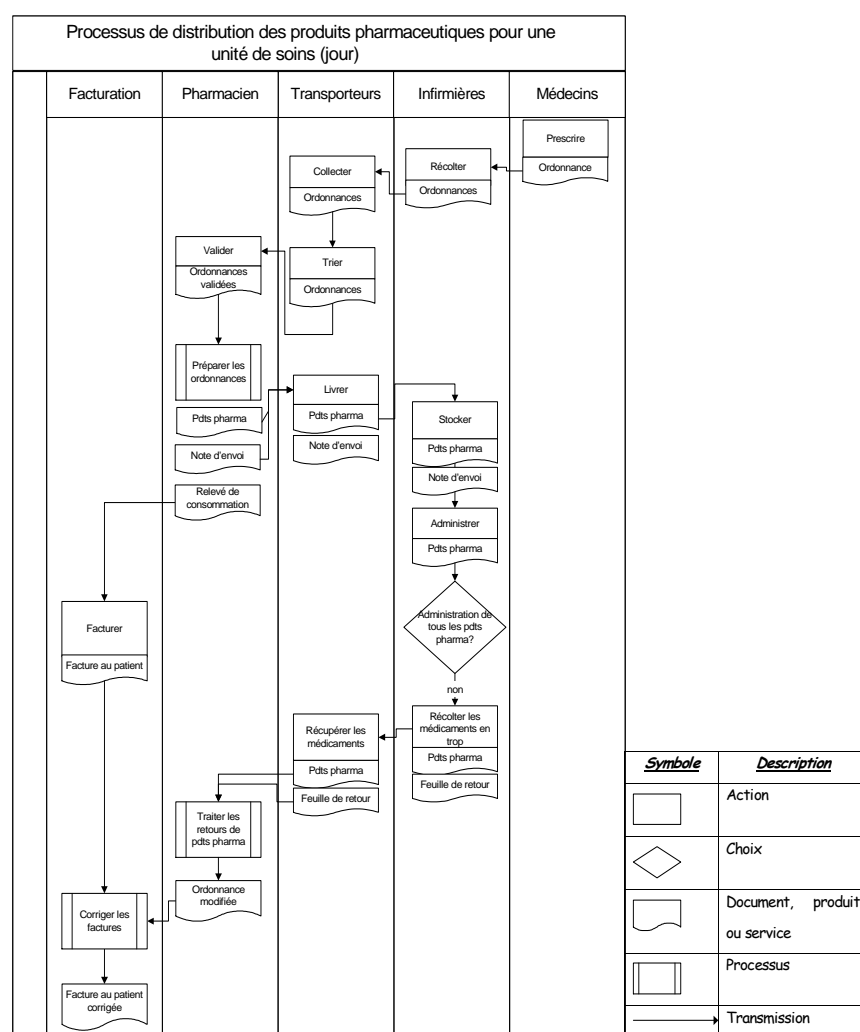 Processus de distribution des produits pharmaceutiques pour une
unité de soins (jour)
Facturation
Pharmacien
Transporteurs
Infirmières
Médecins
Prescrire
Ordonnance
Récolter
Ordonnances
Collecter
Ordonnances
Trier
Ordonnances
Valider
Ordonnances
validées
Préparer les
ordonnances
Pdts pharma
Note d'envoi
Relevé de
consommation
Livrer
Pdts pharma
Note d'envoi
Stocker
Pdts pharma
Note d'envoi
Administrer
Pdts pharma
Administration de
tous les pdts
pharma?
non
Facturer
Facture au patient
Récolter les
médicaments en
trop
Pdts pharma
Feuille de retour
Récupérer les
médicaments
Pdts pharma
Feuille de retour
Traiter les
retours de
pdts pharma
Ordonnance
modifiée
Corriger les
factures
Facture au patient
corrigée
Symbole
Description
Action
Choix
Document, produit
ou service
Processus
Transmission